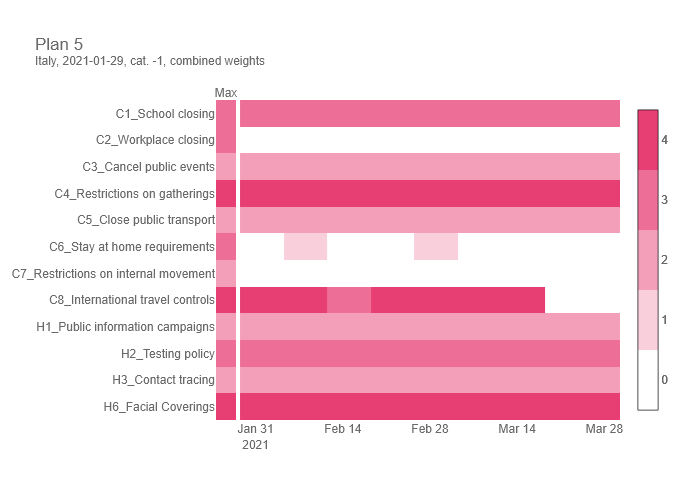 Plan 5
Italy, 2021-01-29, cat. -1, combined weights
Max
C1_School closing
C2_Workplace closing
C3_Cancel public events
C4_Restrictions on gatherings
C5_Close public transport
C6_Stay at home requirements
C7_Restrictions on internal movement
C8_International travel controls
H1_Public information campaigns
H2_Testing policy
H3_Contact tracing
H6_Facial Coverings
Jan 31 Feb 14 Feb 28 Mar 14 Mar 28
2021
4
3
2
1
0